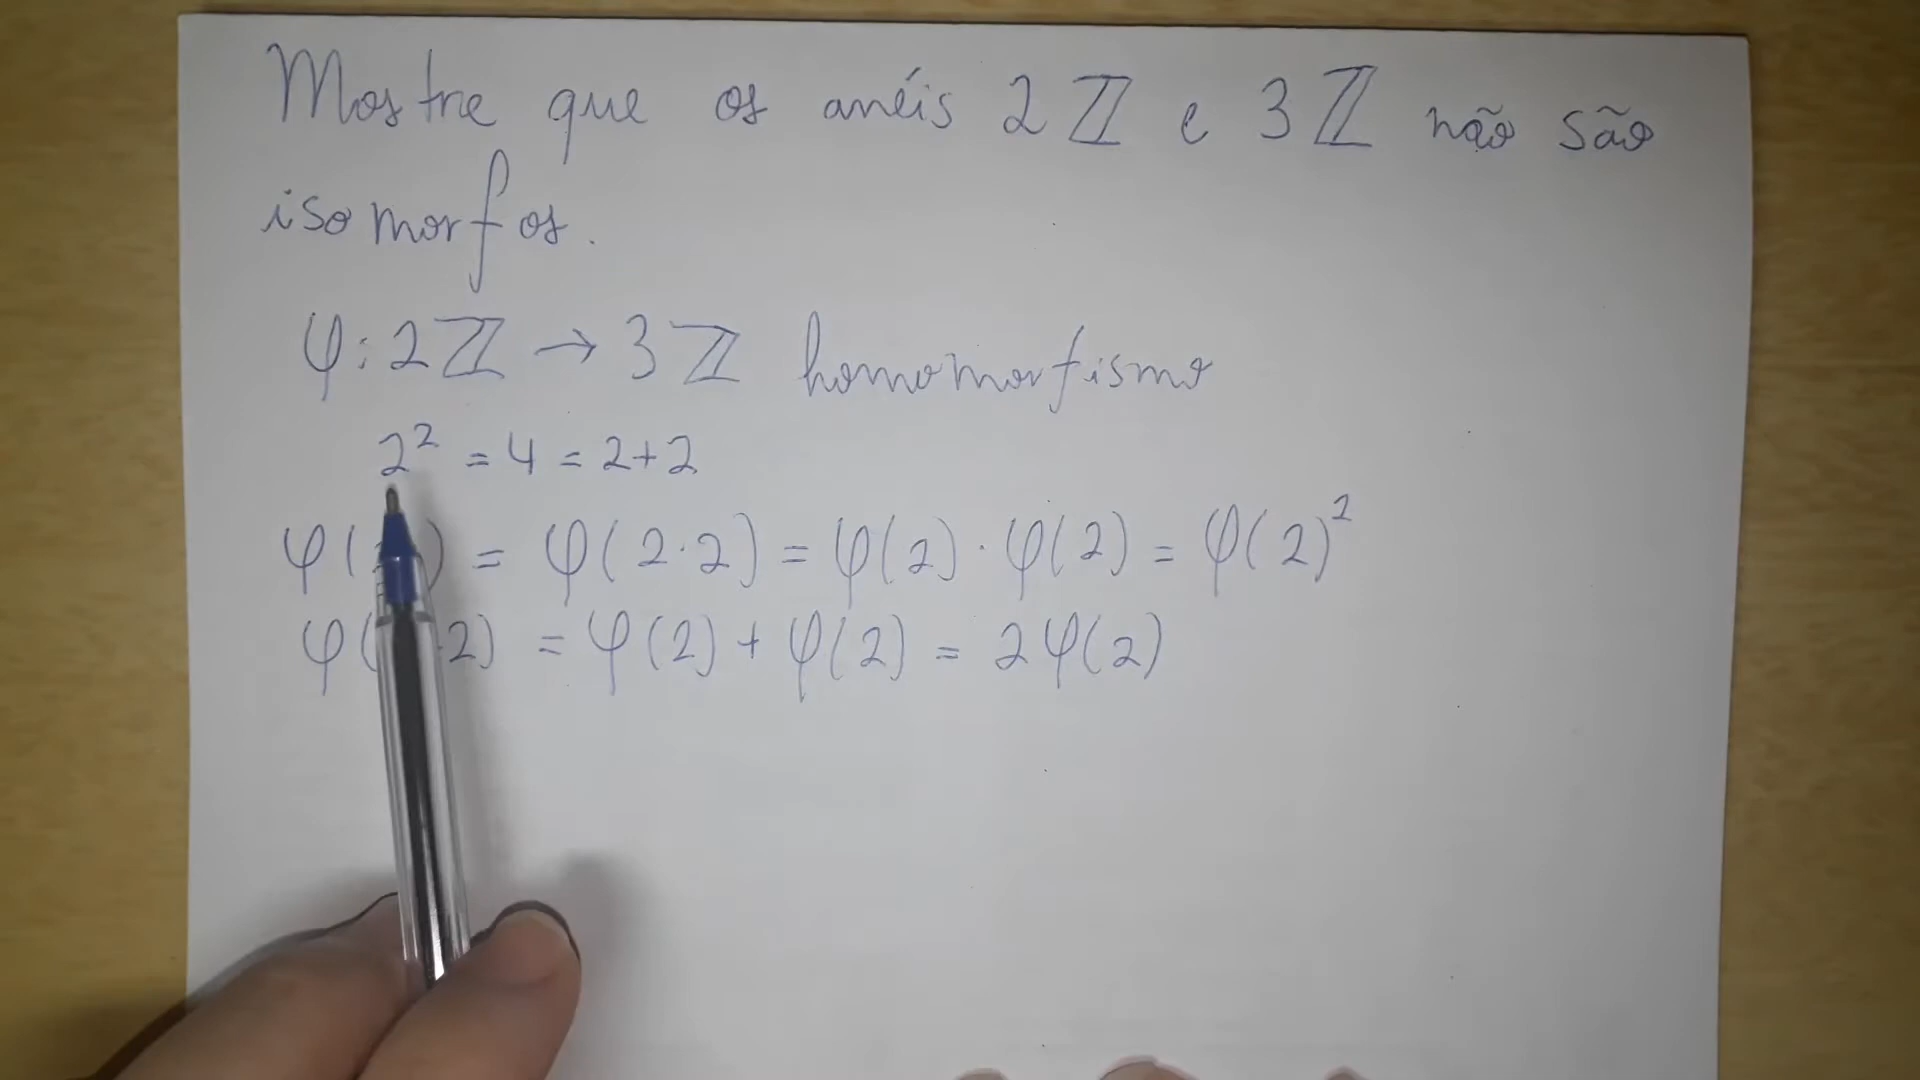 Mostre que os anéis 2ℤ e 3ℤ não são
isomorfos.
φ: 2ℤ → 3ℤ homomorfismo
2² = 4 = 2+2
φ( ) = φ(2·2) = φ(2)·φ(2) = φ(2)²
φ( 2) = φ(2) + φ(2) = 2φ(2)